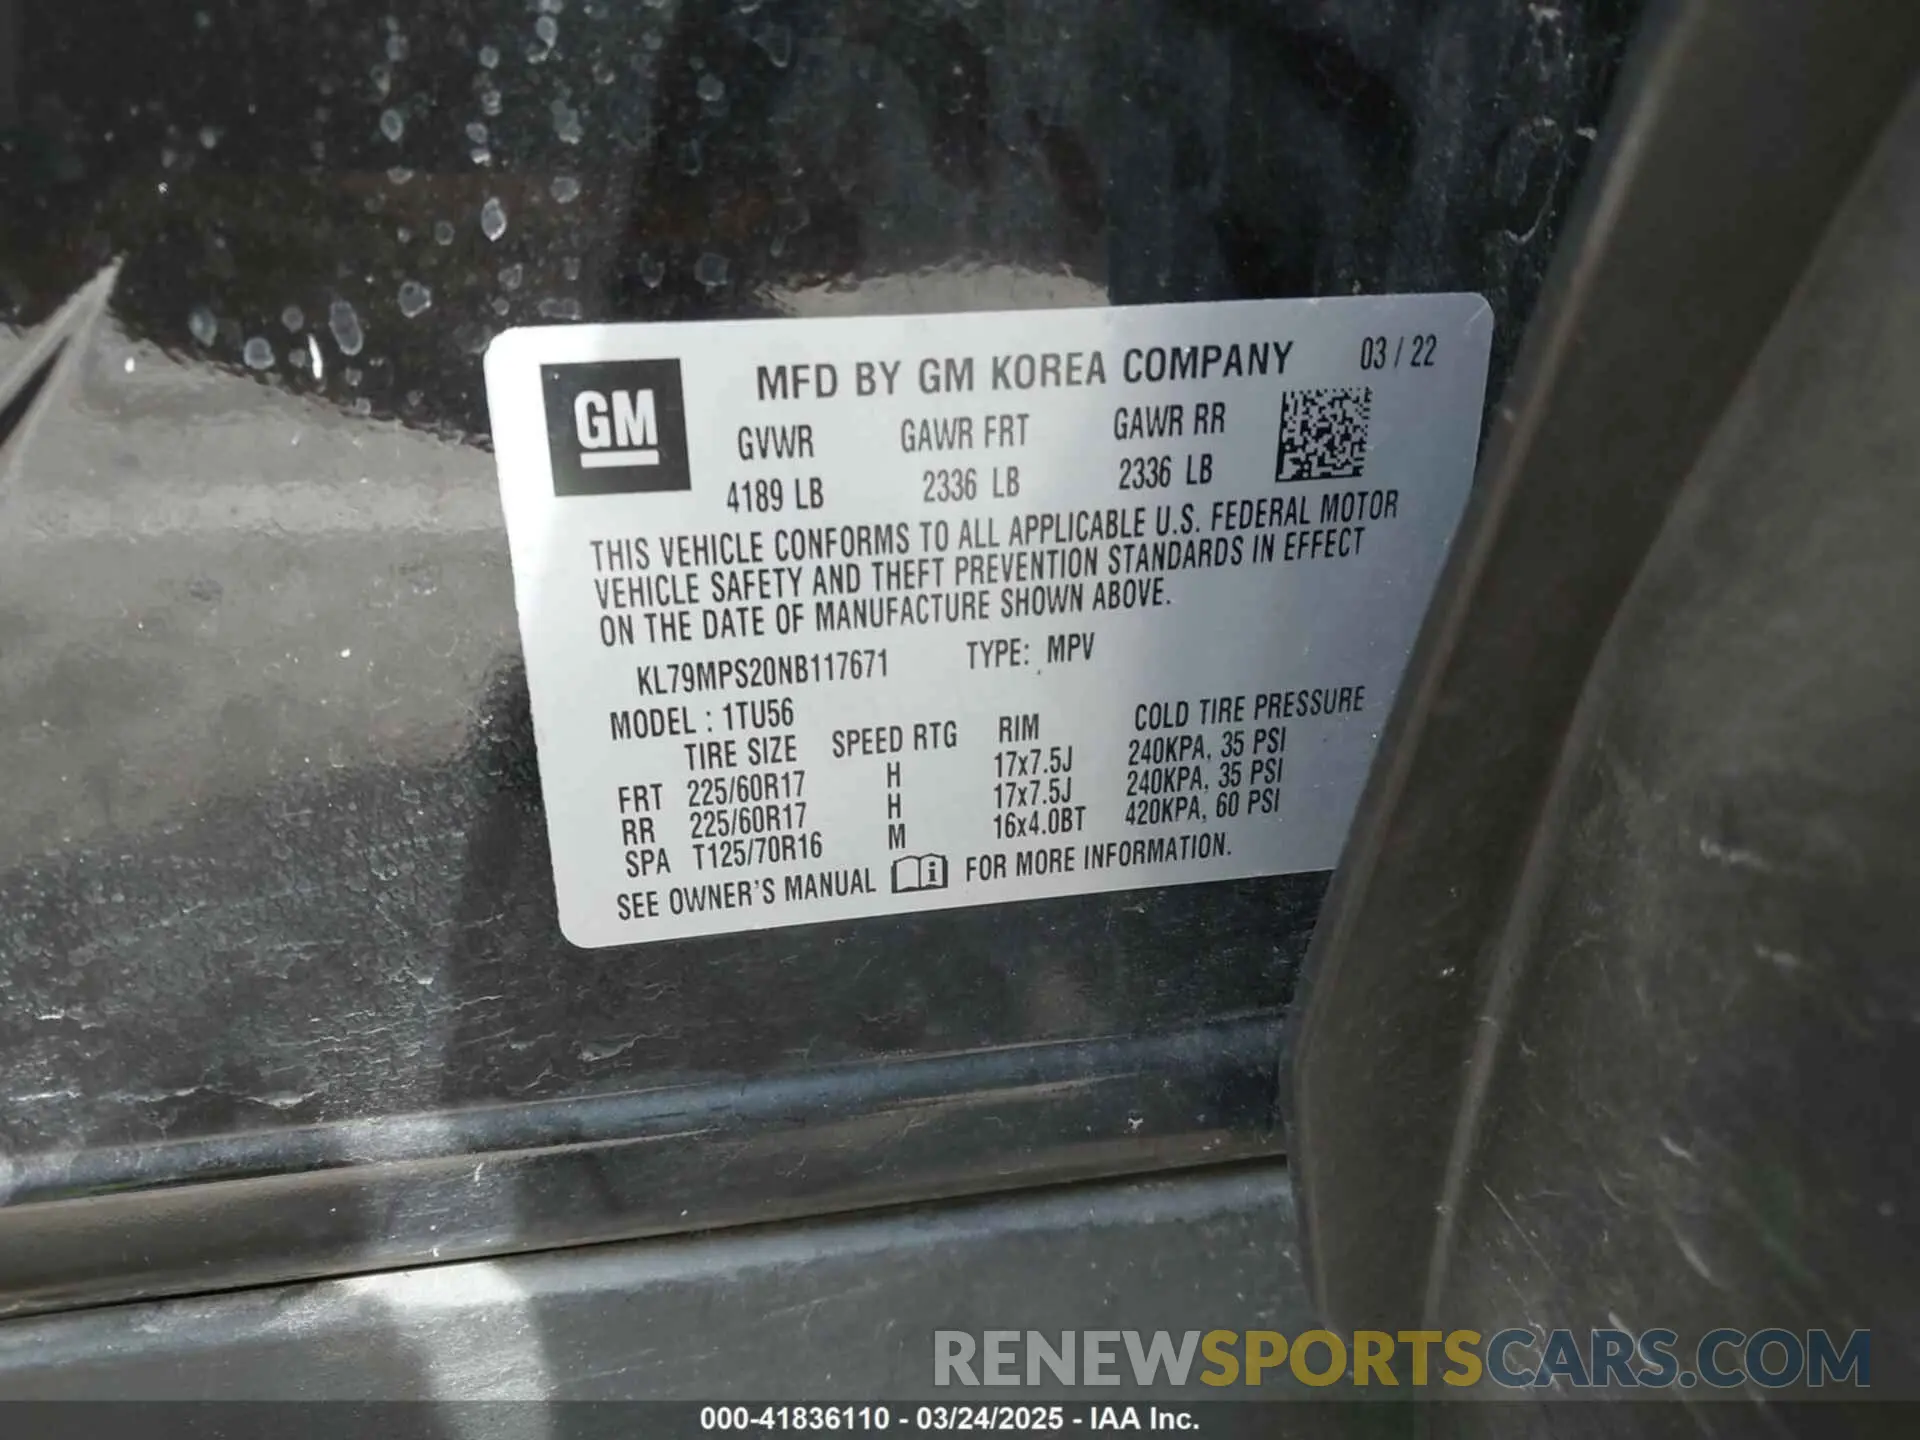 GM
MFD BY GM KOREA COMPANY 03 / 22
GVWR GAWR FRT GAWR RR
4189 LB 2336 LB 2336 LB
THIS VEHICLE CONFORMS TO ALL APPLICABLE U.S. FEDERAL MOTOR
VEHICLE SAFETY AND THEFT PREVENTION STANDARDS IN EFFECT
ON THE DATE OF MANUFACTURE SHOWN ABOVE.
KL79MPS20NB117671 TYPE: MPV
MODEL : 1TU56
TIRE SIZE SPEED RTG RIM COLD TIRE PRESSURE
FRT 225/60R17 H 17x7.5J 240KPA, 35 PSI
RR 225/60R17 H 17x7.5J 240KPA, 35 PSI
SPA T125/70R16 M 16x4.0BT 420KPA, 60 PSI
SEE OWNER'S MANUAL i FOR MORE INFORMATION.
RENEWSPORTSCARS.COM
000-41836110 - 03/24/2025 - IAA Inc.